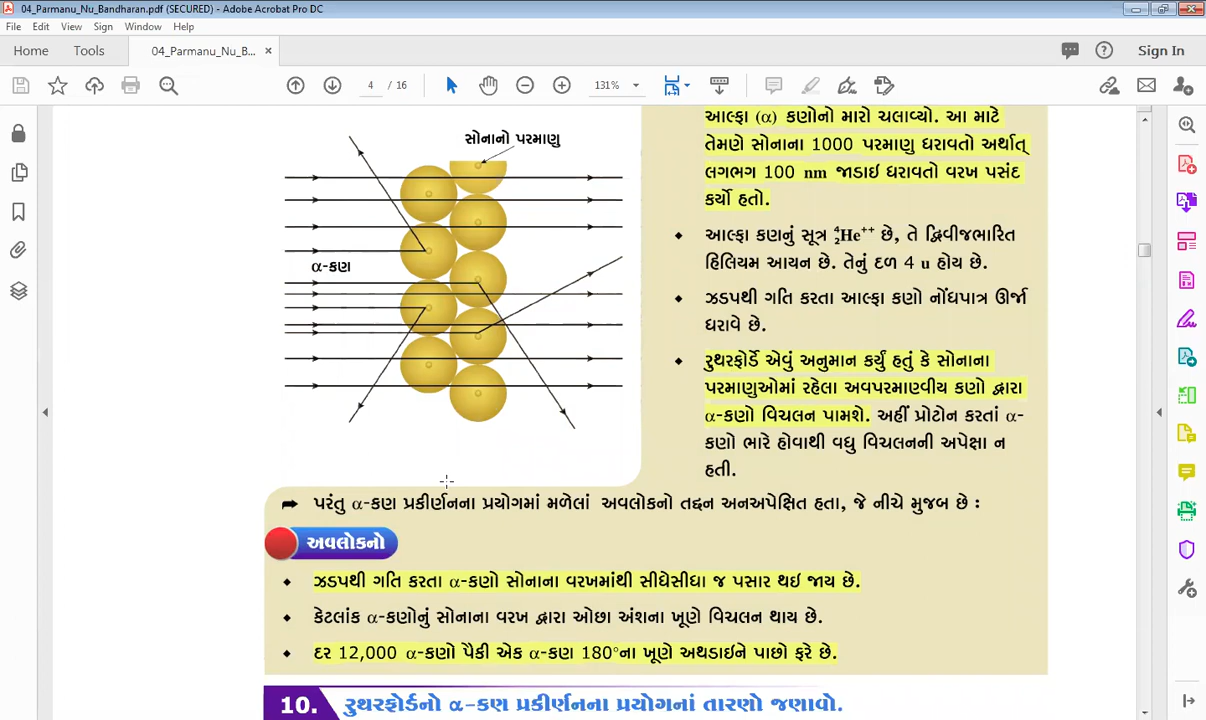 04_Parmanu_Nu_Bandharan.pdf (SECURED) - Adobe Acrobat Pro DC
File Edit View Sign Window Help
Home Tools 04_Parmanu_Nu_B... × Sign In
4 / 16 131%
સોનાનો પરમાણુ
α-કણ
આલ્ફા (α) કણોનો મારો ચલાવ્યો. આ માટે
તેમણે સોનાના 1000 પરમાણુ ધરાવતો અર્થાત્
લગભગ 100 nm જાડાઈ ધરાવતો વરખ પસંદ
કર્યો હતો.
આલ્ફા કણનું સૂત્ર ⁴₂He⁺⁺ છે, તે દ્વિવીજભારિત
હિલિયમ આયન છે. તેનું દળ 4 u હોય છે.
ઝડપથી ગતિ કરતા આલ્ફા કણો નોંધપાત્ર ઊર્જા
ધરાવે છે.
રુથરફોર્ડે એવું અનુમાન કર્યું હતું કે સોનાના
પરમાણુઓમાં રહેલા અવપરમાણ્વીય કણો દ્વારા
α-કણો વિચલન પામશે. અહીં પ્રોટોન કરતાં α-
કણો ભારે હોવાથી વધુ વિચલનની અપેક્ષા ન
હતી.
➡ પરંતુ α-કણ પ્રકીર્ણનના પ્રયોગમાં મળેલાં અવલોકનો તદ્દન અનઅપેક્ષિત હતા, જે નીચે મુજબ છે :
અવલોકનો
ઝડપથી ગતિ કરતા α-કણો સોનાના વરખમાંથી સીધેસીધા જ પસાર થઇ જાય છે.
કેટલાંક α-કણોનું સોનાના વરખ દ્વારા ઓછા અંશના ખૂણે વિચલન થાય છે.
દર 12,000 α-કણો પૈકી એક α-કણ 180°ના ખૂણે અથડાઇને પાછો ફરે છે.
10. રુથરફોર્ડનો α-કણ પ્રકીર્ણનના પ્રયોગનાં તારણો જણાવો.